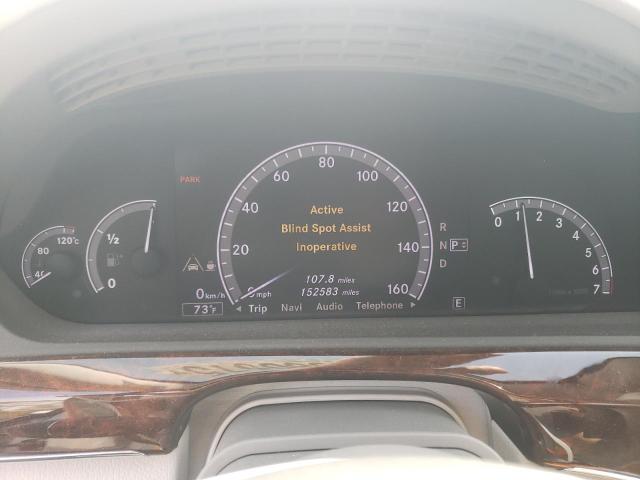 PARK
Active
Blind Spot Assist
Inoperative
107.8 miles
152583 miles
Trip Navi Audio Telephone
0 km/h
73°F
0 mph
20
40
60
80
100
120
140
160
R
N P
D
E
40
80
120°C
0
1/2
0
1
2
3
4
5
6
7